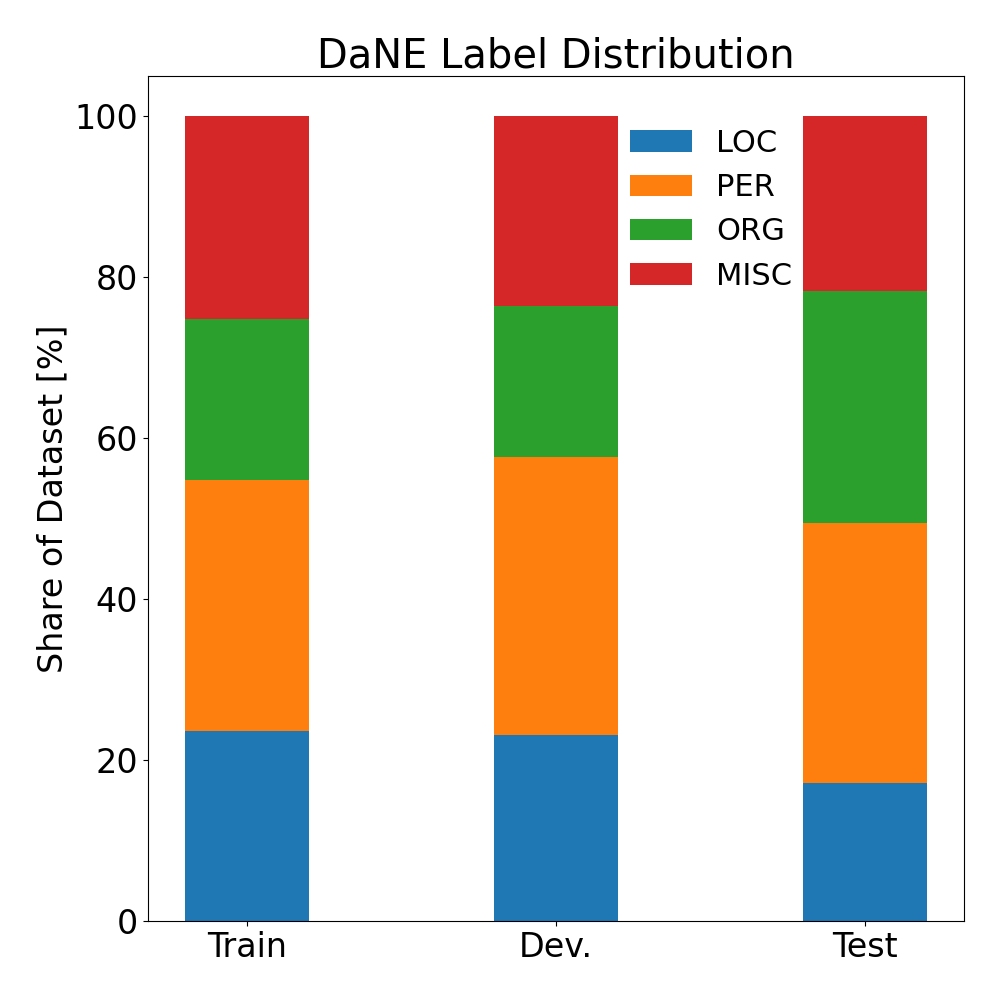 DaNE Label Distribution
Share of Dataset [%]
100
80
60
40
20
0
LOC
PER
ORG
MISC
Train
Dev.
Test